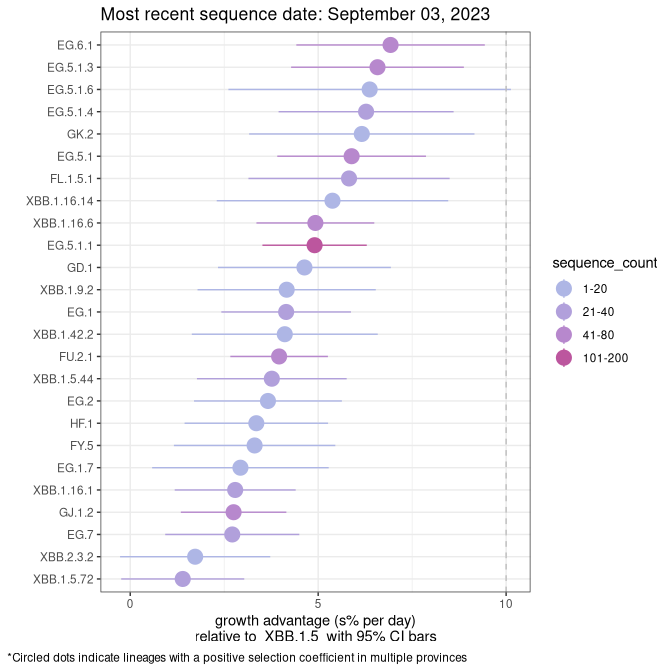 Most recent sequence date: September 03, 2023
EG.6.1
EG.5.1.3
EG.5.1.6
EG.5.1.4
GK.2
EG.5.1
FL.1.5.1
XBB.1.16.14
XBB.1.16.6
EG.5.1.1
GD.1
XBB.1.9.2
EG.1
XBB.1.42.2
FU.2.1
XBB.1.5.44
EG.2
HF.1
FY.5
EG.1.7
XBB.1.16.1
GJ.1.2
EG.7
XBB.2.3.2
XBB.1.5.72
0 5 10
growth advantage (s% per day)
relative to XBB.1.5 with 95% CI bars
sequence_count
1-20
21-40
41-80
101-200
*Circled dots indicate lineages with a positive selection coefficient in multiple provinces